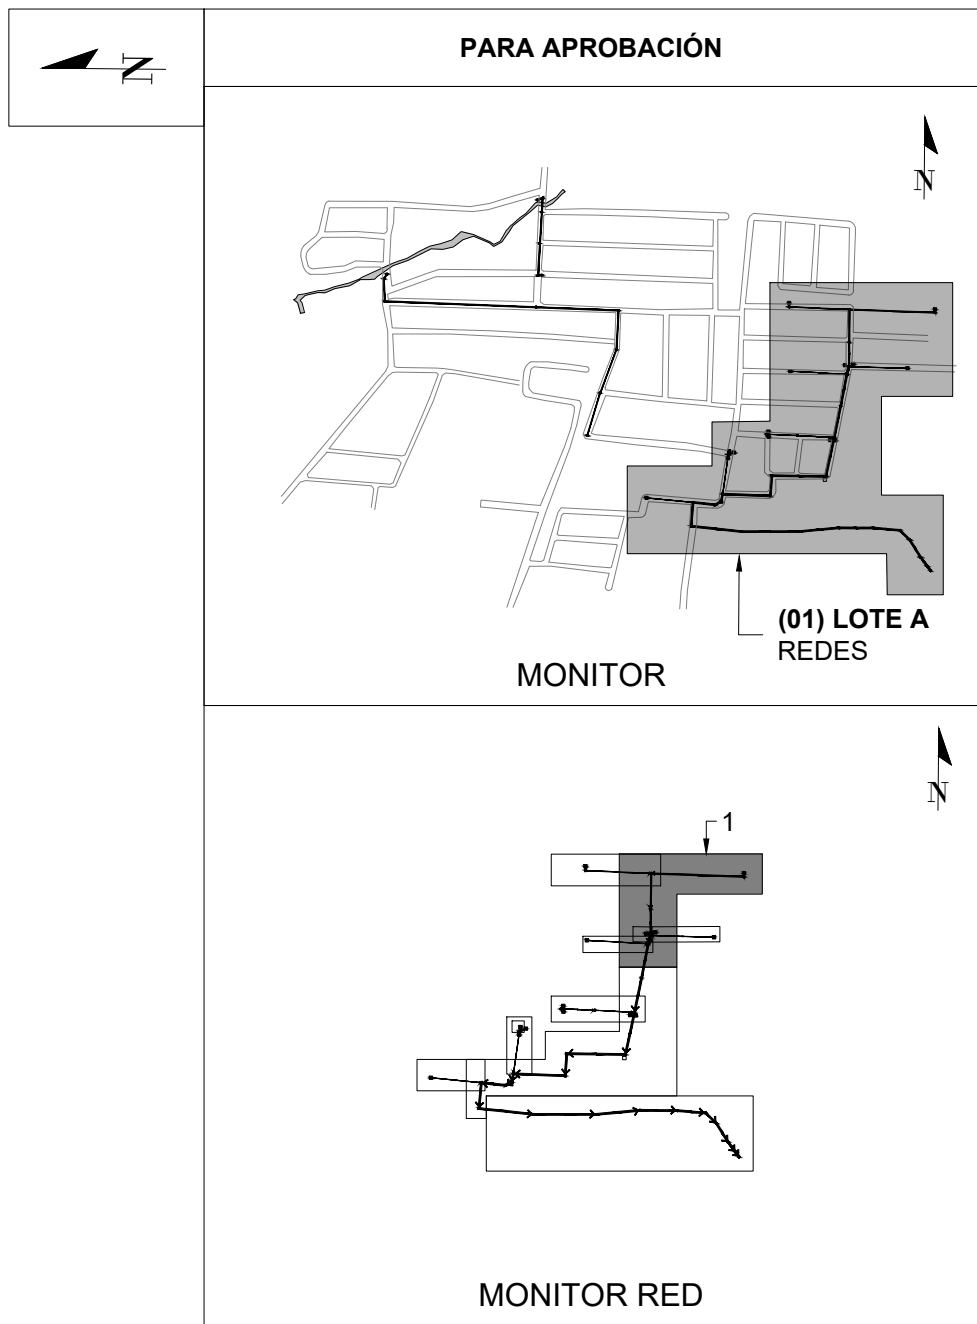 N
PARA APROBACIÓN
N
(01) LOTE A
REDES
MONITOR
N
1
MONITOR RED